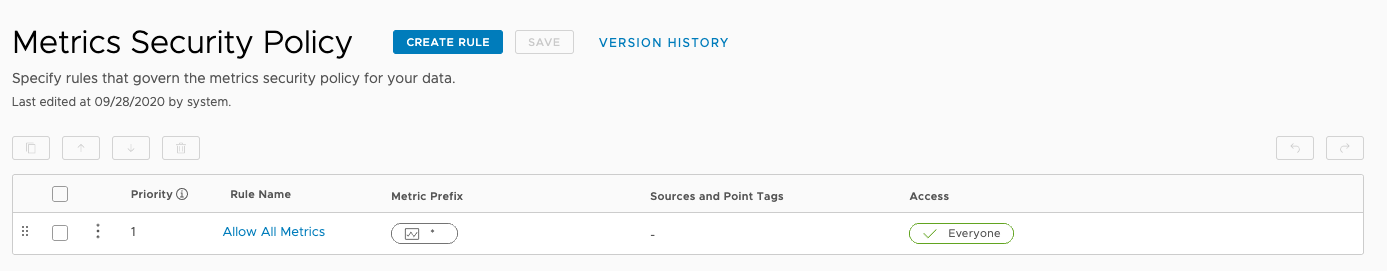 Metrics Security Policy CREATE RULE SAVE VERSION HISTORY
Specify rules that govern the metrics security policy for your data.
Last edited at 09/28/2020 by system.
Priority Rule Name Metric Prefix Sources and Point Tags Access
1 Allow All Metrics * - Everyone